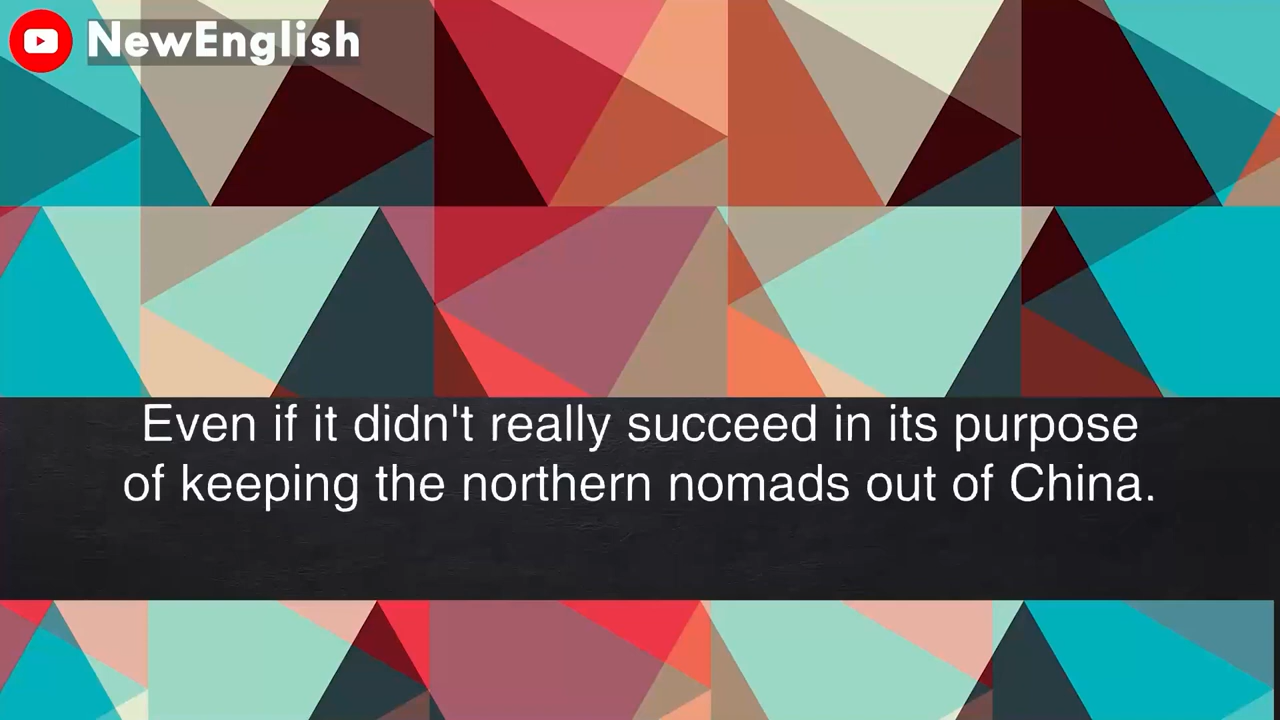 NewEnglish
Even if it didn't really succeed in its purpose
of keeping the northern nomads out of China.